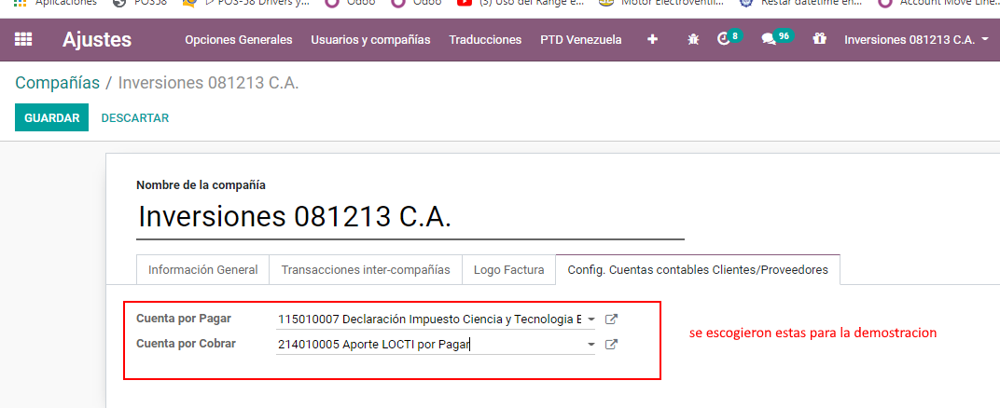 Aplicaciones POS58 POS-58 Drivers y... Odoo Odoo (3) Uso del Range e... Motor Electroventil... Restar datetime en... Account Move Line...
Ajustes Opciones Generales Usuarios y compañías Traducciones PTD Venezuela + 8 96 Inversiones 081213 C.A.
Compañías / Inversiones 081213 C.A.
GUARDAR DESCARTAR
Nombre de la compañía
Inversiones 081213 C.A.
Información General Transacciones inter-compañías Logo Factura Config. Cuentas contables Clientes/Proveedores
Cuenta por Pagar 115010007 Declaración Impuesto Ciencia y Tecnologia E
se escogieron estas para la demostracion
Cuenta por Cobrar 214010005 Aporte LOCTI por Pagar